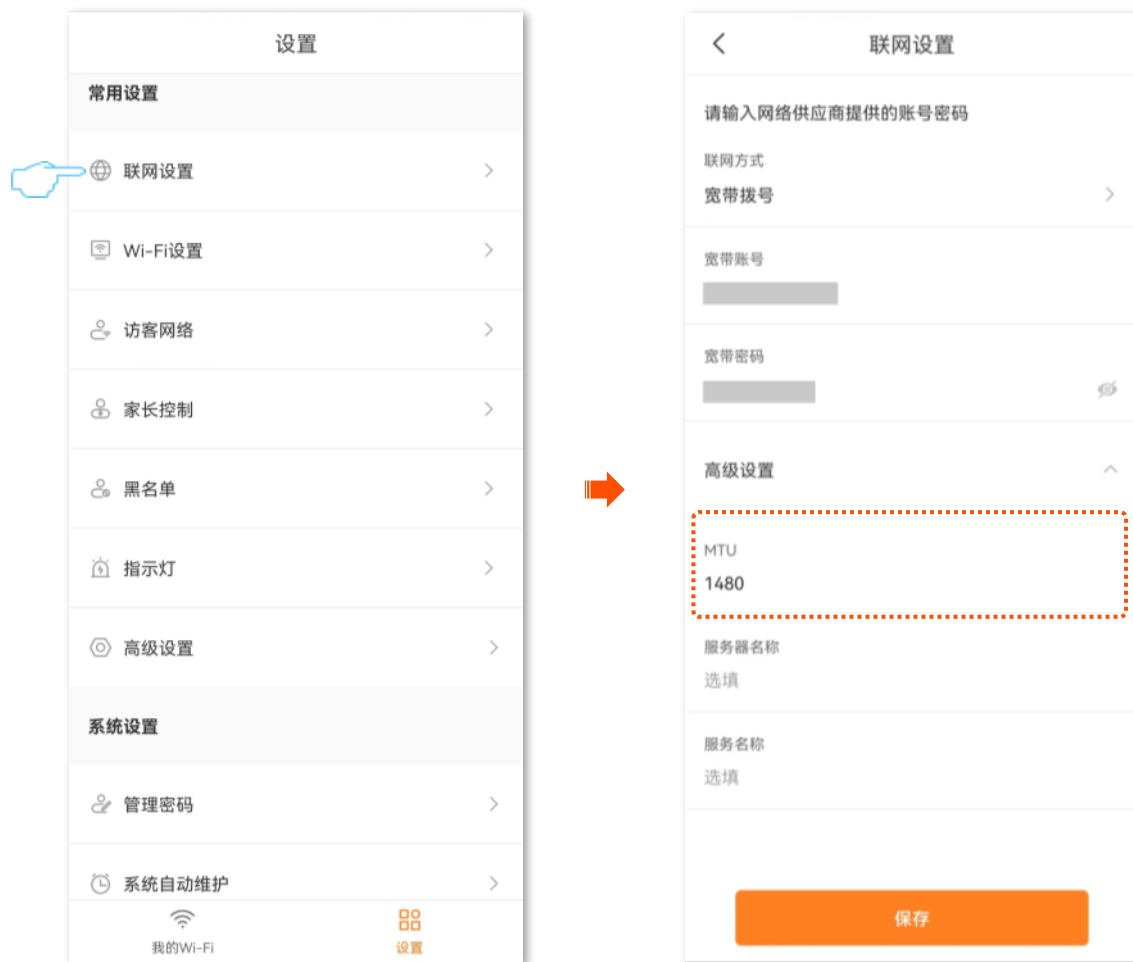 设置
常用设置
联网设置
Wi-Fi设置
访客网络
家长控制
黑名单
指示灯
高级设置
系统设置
管理密码
系统自动维护
我的Wi-Fi
设置
联网设置
请输入网络供应商提供的账号密码
联网方式
宽带拨号
宽带账号
宽带密码
高级设置
MTU
1480
服务器名称
选填
服务名称
选填
保存